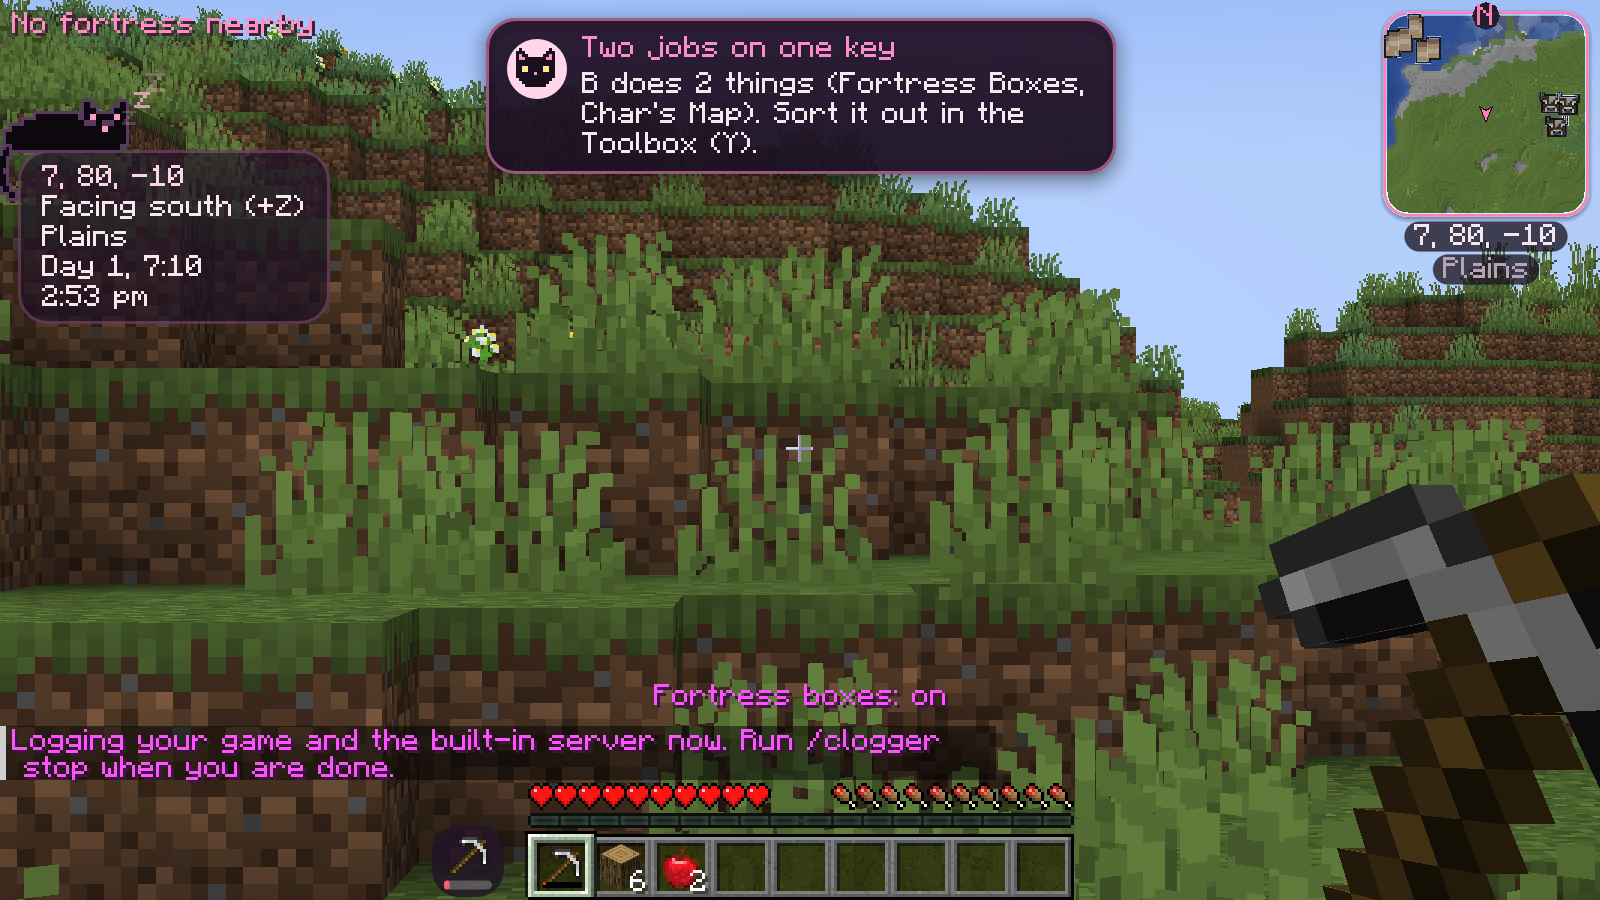 No fortress nearby
Two jobs on one key
B does 2 things (Fortress Boxes,
Char's Map). Sort it out in the
Toolbox (Y).
N
z
7, 80, -10
Facing south (+Z)
Plains
Day 1, 7:10
2:53 pm
7, 80, -10
Plains
Fortress boxes: on
Logging your game and the built-in server now. Run /clogger
stop when you are done.
6
2